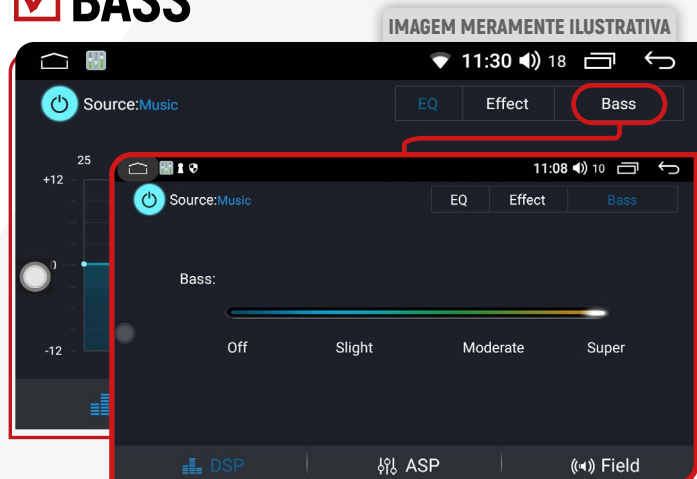 BASS
IMAGEM MERAMENTE ILUSTRATIVA
11:30 18
Source:Music
EQ Effect Bass
25
+12
0
-12
11:08 10
Source:Music
EQ Effect Bass
Bass:
Off Slight Moderate Super
DSP ASP Field